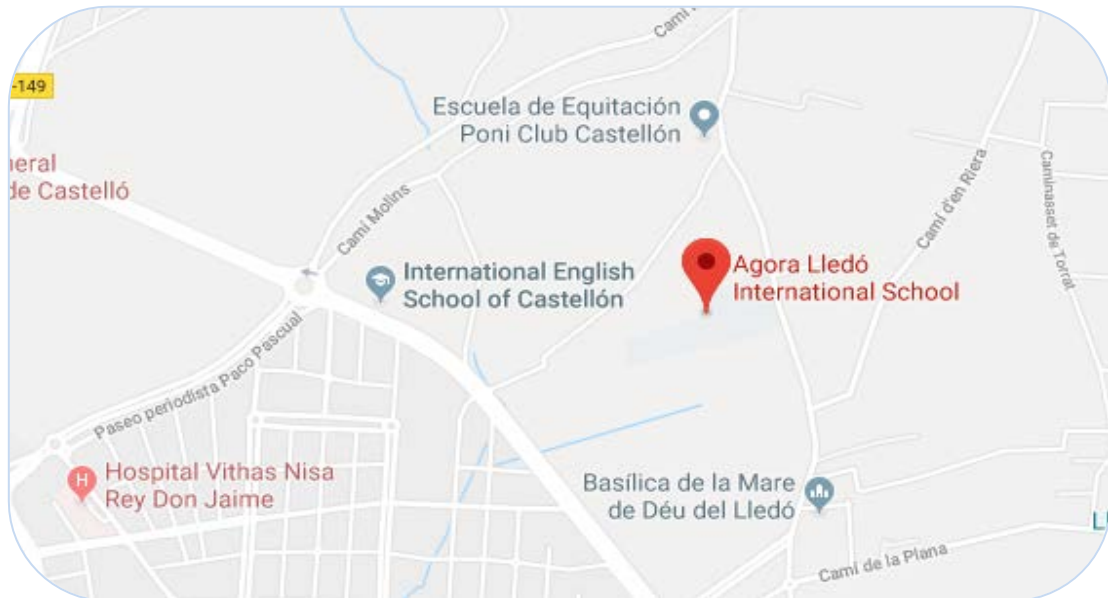 Camí
-149
Escuela de Equitación
Poni Club Castellón
neral
de Castelló
Camí Molins
Camí d'en Riera
Caminasset de Torrat
International English
School of Castellón
Agora Lledó
International School
Paseo periodista Paco Pascual
H
Hospital Vithas Nisa
Rey Don Jaime
Basílica de la Mare
de Déu del Lledó
Camí de la Plana